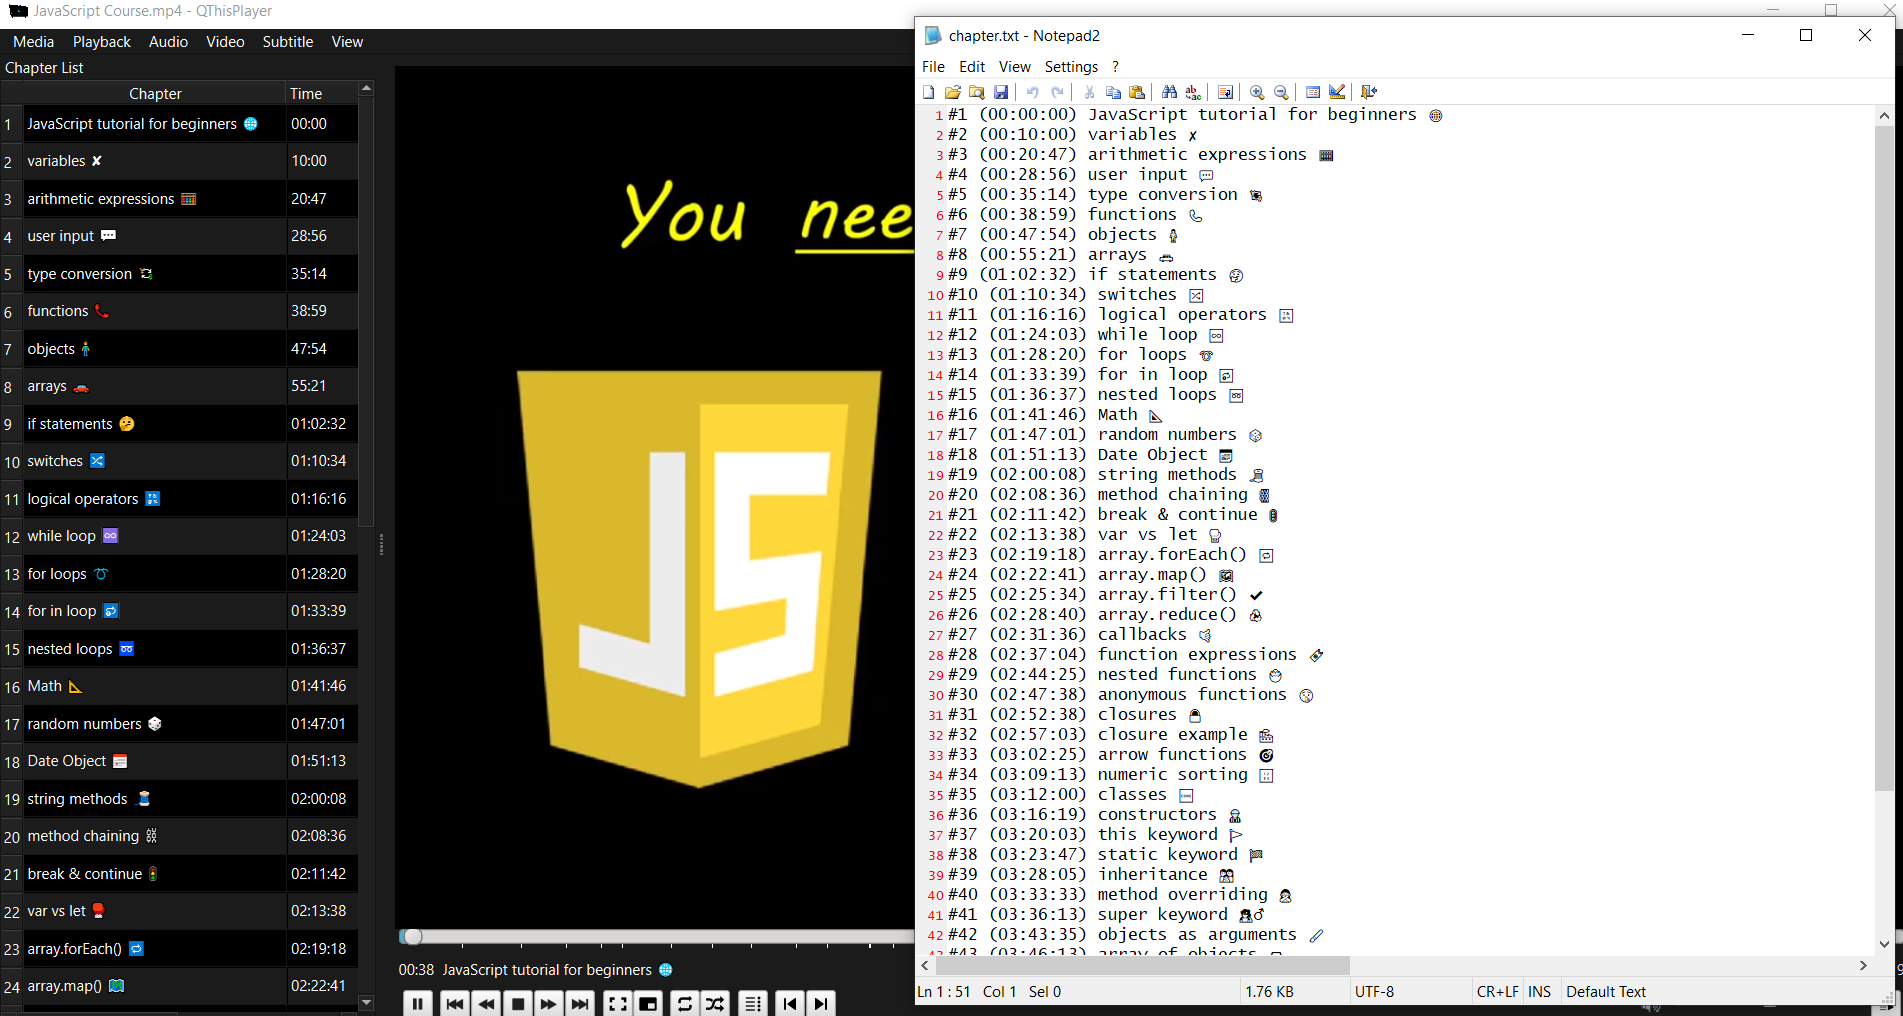 JavaScript Course.mp4 - QThisPlayer
Media Playback Audio Video Subtitle View
Chapter List
Chapter Time
1 JavaScript tutorial for beginners 🌐 00:00
2 variables ✘ 10:00
3 arithmetic expressions 🧮 20:47
4 user input 💬 28:56
5 type conversion 💱 35:14
6 functions 📞 38:59
7 objects 🧍 47:54
8 arrays 🚗 55:21
9 if statements 🤔 01:02:32
10 switches 🔀 01:10:34
11 logical operators 🔣 01:16:16
12 while loop ♾️ 01:24:03
13 for loops ➰ 01:28:20
14 for in loop 🔂 01:33:39
15 nested loops ➿ 01:36:37
16 Math 📐 01:41:46
17 random numbers 🎲 01:47:01
18 Date Object 📅 01:51:13
19 string methods 🧵 02:00:08
20 method chaining ⛓ 02:08:36
21 break & continue 🚦 02:11:42
22 var vs let 🥊 02:13:38
23 array.forEach() 🔁 02:19:18
24 array.map() 🗺️ 02:22:41
You nee
JS
00:38 JavaScript tutorial for beginners 🌐
chapter.txt - Notepad2
File Edit View Settings ?
1 #1 (00:00:00) JavaScript tutorial for beginners 🌐
2 #2 (00:10:00) variables ✘
3 #3 (00:20:47) arithmetic expressions 🧮
4 #4 (00:28:56) user input 💬
5 #5 (00:35:14) type conversion 💱
6 #6 (00:38:59) functions 📞
7 #7 (00:47:54) objects 🧍
8 #8 (00:55:21) arrays 🚗
9 #9 (01:02:32) if statements 🤔
10 #10 (01:10:34) switches 🔀
11 #11 (01:16:16) logical operators 🔣
12 #12 (01:24:03) while loop ♾️
13 #13 (01:28:20) for loops ➰
14 #14 (01:33:39) for in loop 🔂
15 #15 (01:36:37) nested loops ➿
16 #16 (01:41:46) Math 📐
17 #17 (01:47:01) random numbers 🎲
18 #18 (01:51:13) Date Object 📅
19 #19 (02:00:08) string methods 🧵
20 #20 (02:08:36) method chaining ⛓
21 #21 (02:11:42) break & continue 🚦
22 #22 (02:13:38) var vs let 🥊
23 #23 (02:19:18) array.forEach() 🔁
24 #24 (02:22:41) array.map() 🗺️
25 #25 (02:25:34) array.filter() ✔
26 #26 (02:28:40) array.reduce() ♻
27 #27 (02:31:36) callbacks
28 #28 (02:37:04) function expressions
29 #29 (02:44:25) nested functions
30 #30 (02:47:38) anonymous functions
31 #31 (02:52:38) closures
32 #32 (02:57:03) closure example
33 #33 (03:02:25) arrow functions 🎯
34 #34 (03:09:13) numeric sorting 🔢
35 #35 (03:12:00) classes
36 #36 (03:16:19) constructors
37 #37 (03:20:03) this keyword
38 #38 (03:23:47) static keyword
39 #39 (03:28:05) inheritance
40 #40 (03:33:33) method overriding
41 #41 (03:36:13) super keyword
42 #42 (03:43:35) objects as arguments
#43 (03:46:13) array of objects
Ln 1 : 51 Col 1 Sel 0 1.76 KB UTF-8 CR+LF INS Default Text